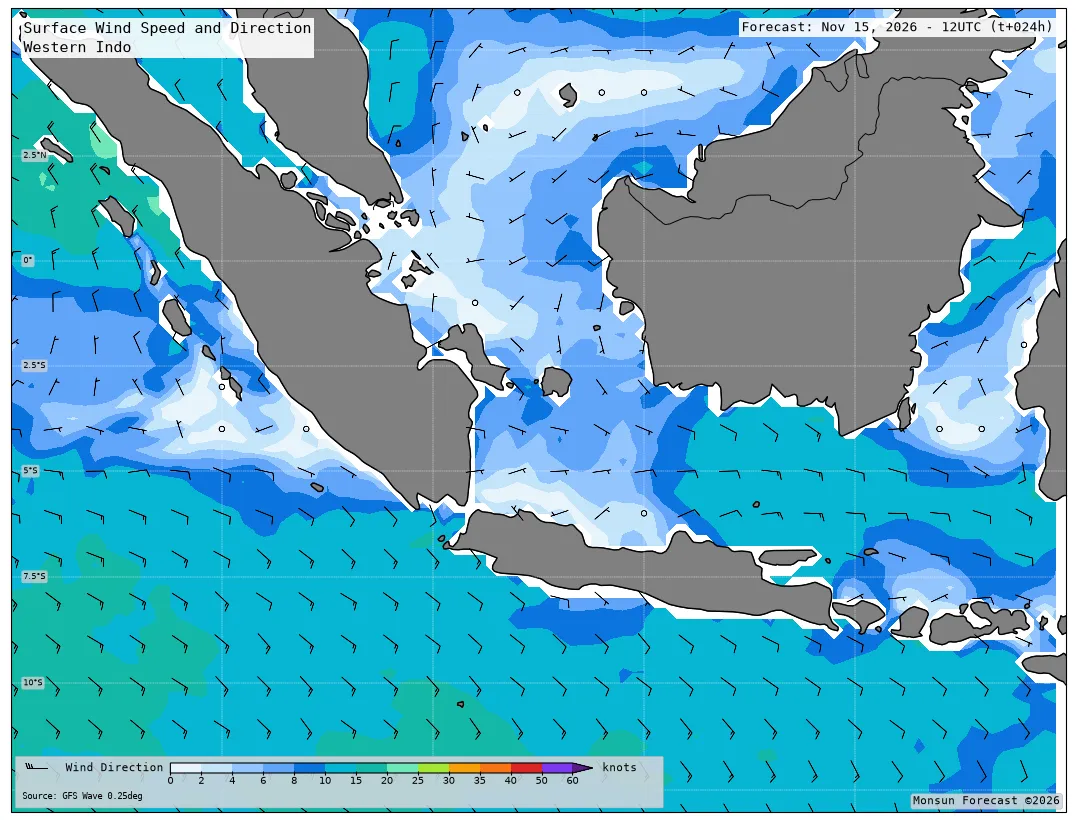 Surface Wind Speed and Direction
Western Indo
Forecast: Nov 15, 2026 - 12UTC (t+024h)
2.5°N
0°
2.5°S
5°S
7.5°S
10°S
Wind Direction
0 2 4 6 8 10 15 20 25 30 35 40 50 60
knots
Source: GFS Wave 0.25deg
Monsun Forecast ©2026